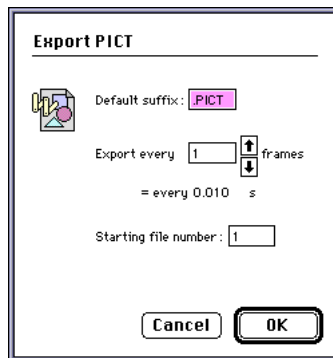 Export PICT
Default suffix: .PICT
Export every 1 frames
= every 0.010 s
Starting file number: 1
Cancel OK